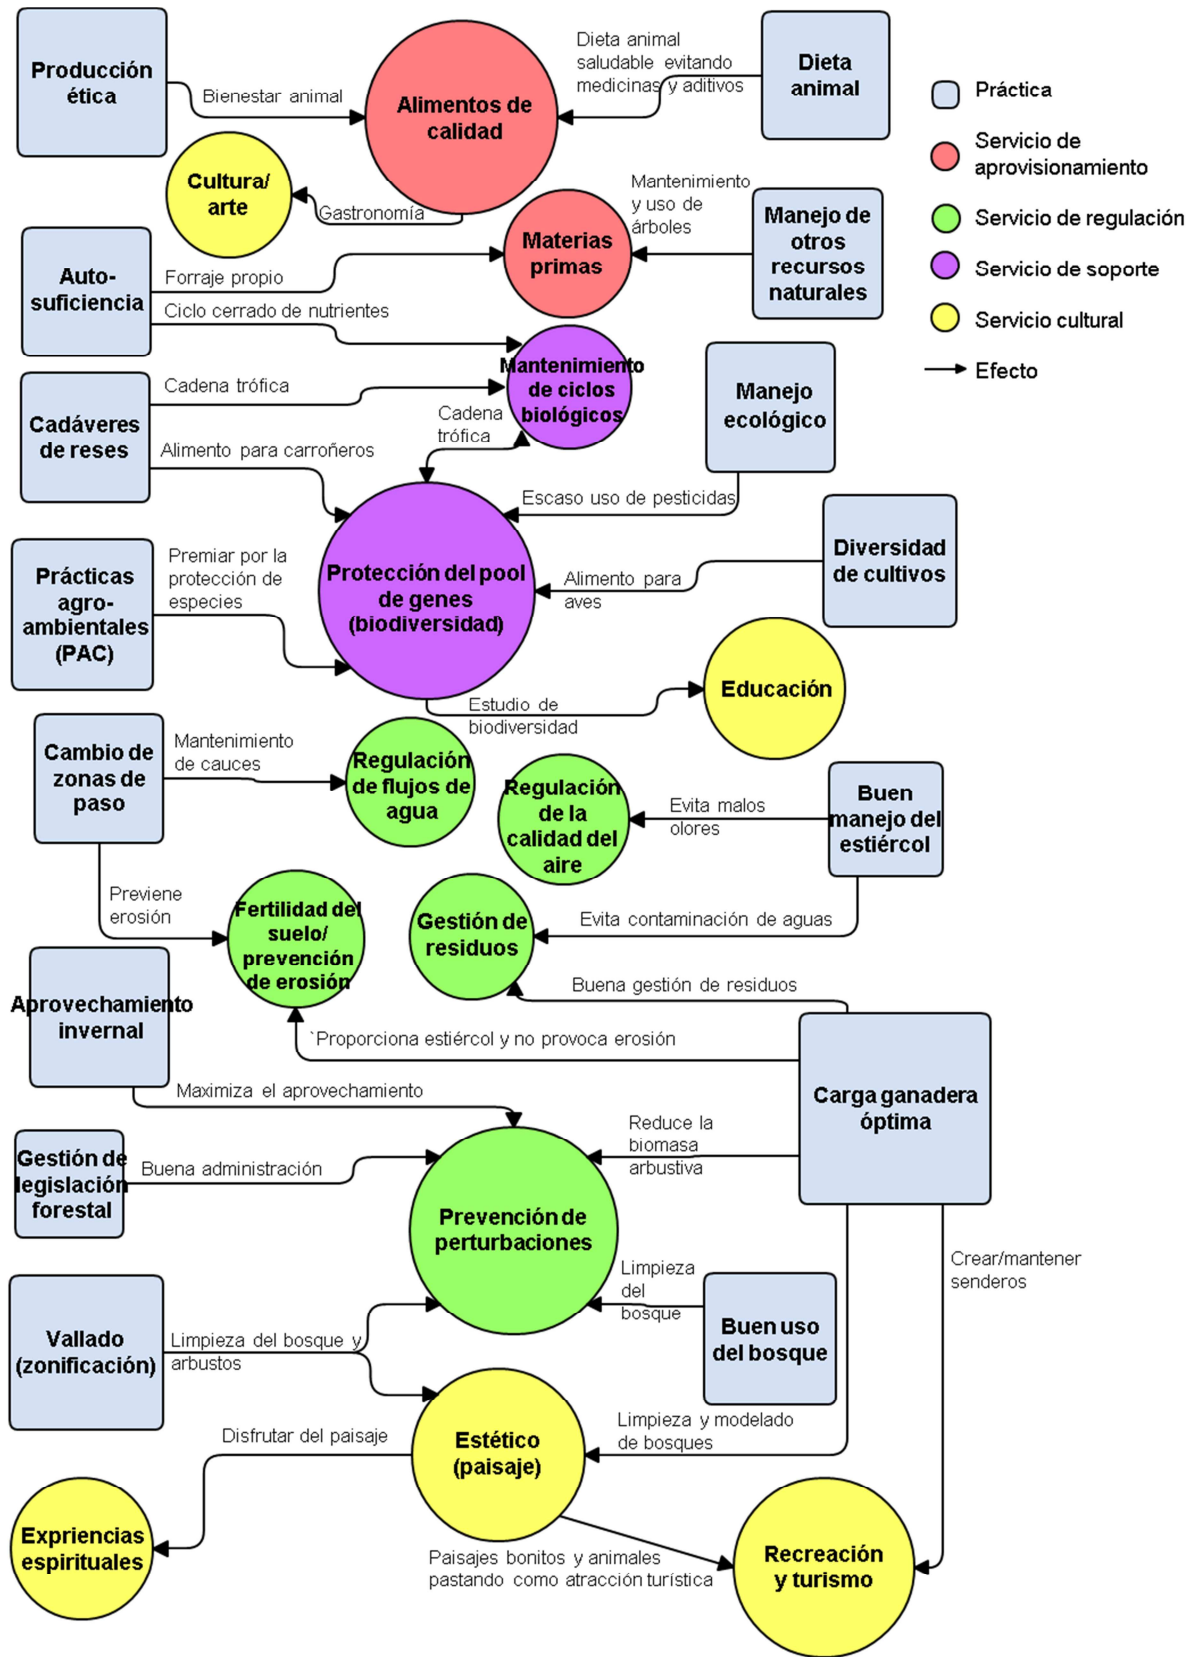 Producción
ética
Bienestar animal
Alimentos de
calidad
Dieta animal
saludable evitando
medicinas y aditivos
Dieta
animal
Práctica
Servicio de
aprovisionamiento
Servicio de regulación
Servicio de soporte
Servicio cultural
Efecto
Cultura/
arte
Gastronomía
Materias
primas
Mantenimiento
y uso de
árboles
Manejo de
otros
recursos
naturales
Auto-
suficiencia
Forraje propio
Ciclo cerrado de nutrientes
Mantenimiento
de ciclos
biológicos
Manejo
ecológico
Cadáveres
de reses
Cadena trófica
Cadena
trófica
Alimento para carroñeros
Escaso uso de pesticidas
Prácticas
agro-
ambientales
(PAC)
Premiar por la
protección de
especies
Protección del pool
de genes
(biodiversidad)
Alimento para
aves
Diversidad
de cultivos
Estudio de
biodiversidad
Educación
Cambio de
zonas de
paso
Mantenimiento
de cauces
Regulación
de flujos de
agua
Regulación
de la
calidad del
aire
Evita malos
olores
Buen
manejo del
estiércol
Previene
erosión
Fertilidad del
suelo/
prevención
de erosión
Gestión de
residuos
Evita contaminación de aguas
Buena gestión de residuos
Aprovechamiento
invernal
`Proporciona estiércol y no provoca erosión
Maximiza el aprovechamiento
Carga ganadera
óptima
Gestión de
legislación
forestal
Buena administración
Prevención de
perturbaciones
Reduce la
biomasa
arbustiva
Crear/mantener
senderos
Limpieza
del
bosque
Buen uso
del bosque
Vallado
(zonificación)
Limpieza del bosque y
arbustos
Estético
(paisaje)
Limpieza y modelado
de bosques
Disfrutar del paisaje
Expriencias
espirituales
Paisajes bonitos y animales
pastando como atracción turística
Recreación
y turismo